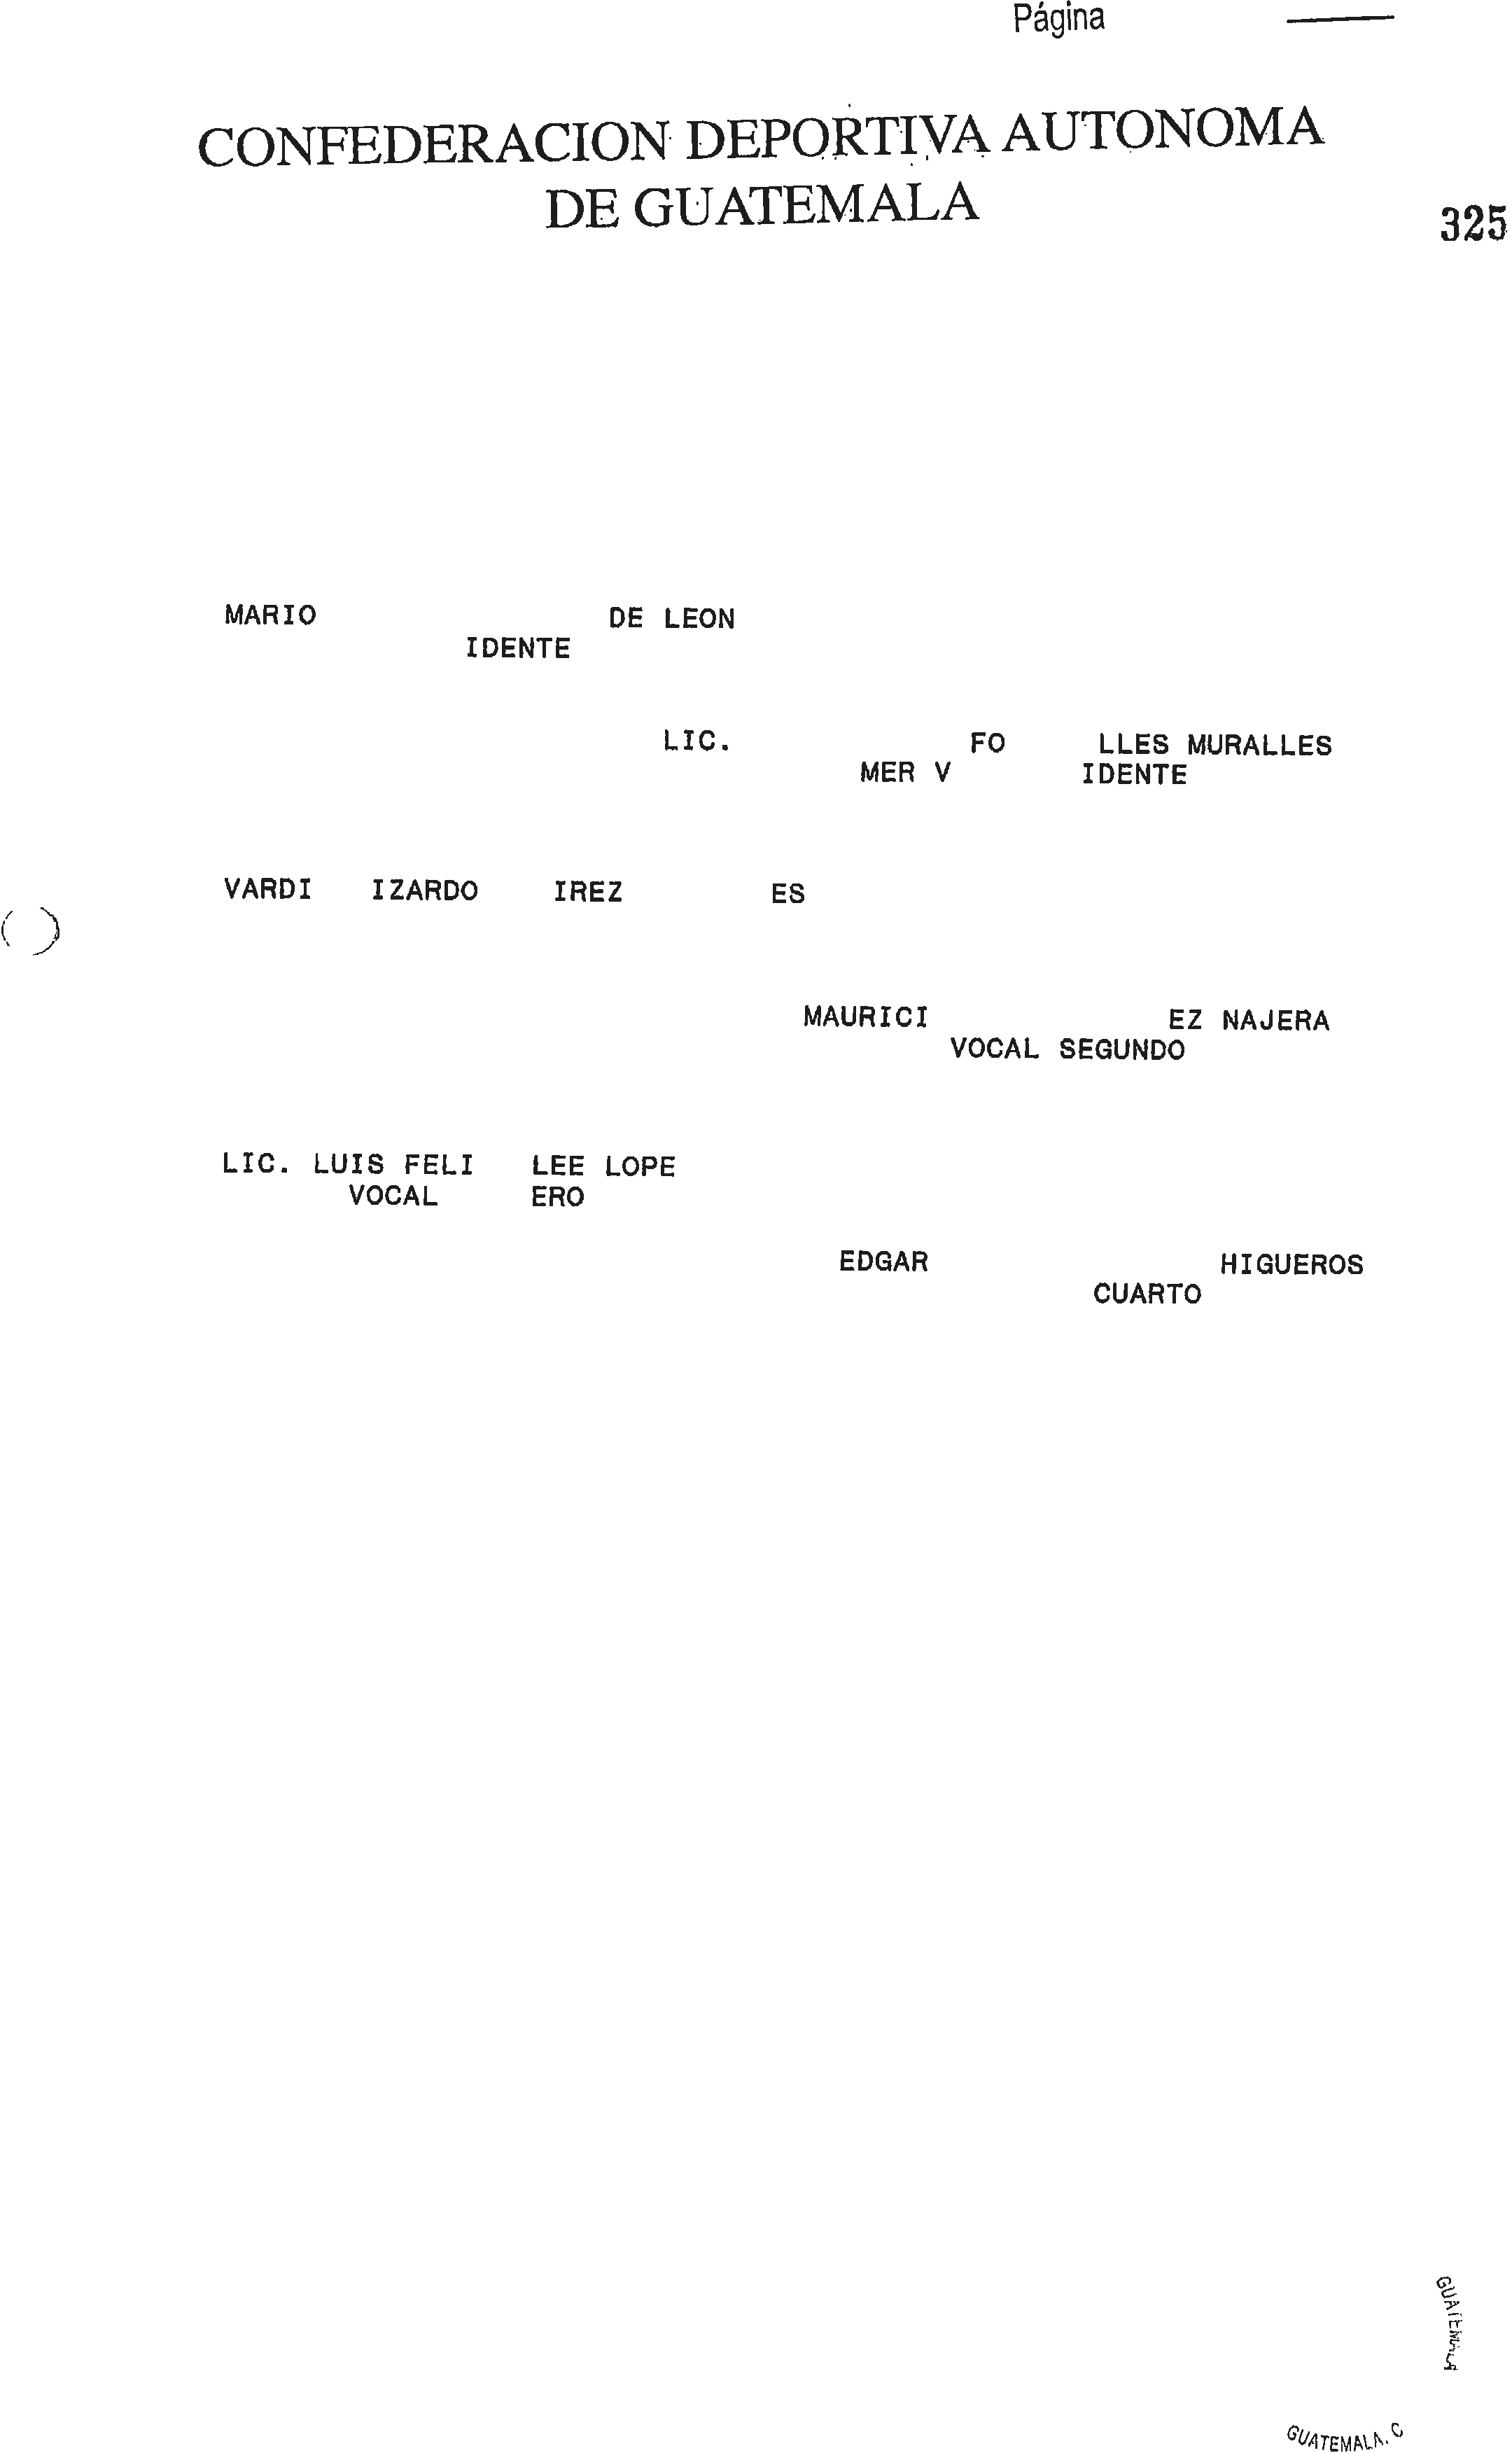 Página
CONFEDERACION DEPORTIVA AUTONOMA
DE GUATEMALA
325
MARIO DE LEON
IDENTE
LIC. FO LLES MURALLES
MER V IDENTE
VARDI IZARDO IREZ ES
MAURICI EZ NAJERA
VOCAL SEGUNDO
LIC. LUIS FELI LEE LOPE
VOCAL ERO
EDGAR HIGUEROS
CUARTO
GUATEMALA
GUATEMALA, C